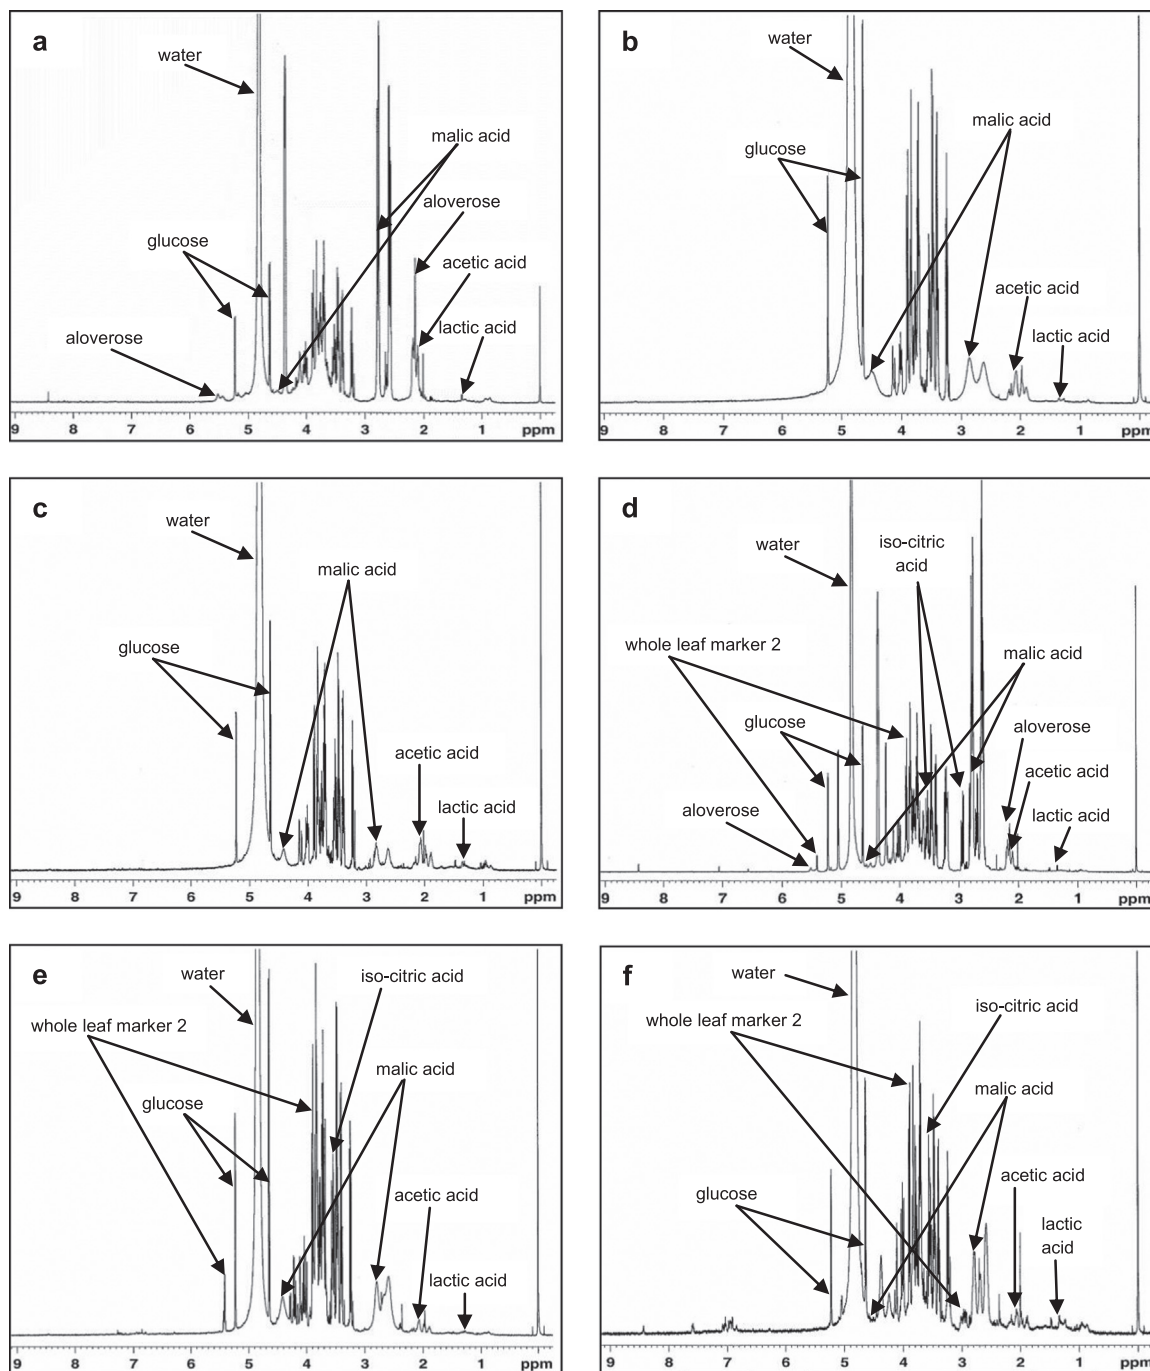 a
water
malic acid
aloverose
glucose
acetic acid
lactic acid
aloverose
9 8 7 6 5 4 3 2 1 ppm
b
water
malic acid
glucose
acetic acid
lactic acid
9 8 7 6 5 4 3 2 1 ppm
c
water
malic acid
glucose
acetic acid
lactic acid
9 8 7 6 5 4 3 2 1 ppm
d
iso-citric
acid
water
whole leaf marker 2
malic acid
glucose
aloverose
acetic acid
aloverose
lactic acid
9 8 7 6 5 4 3 2 1 ppm
e
water
iso-citric acid
whole leaf marker 2
malic acid
glucose
acetic acid
lactic acid
9 8 7 6 5 4 3 2 1 ppm
f
water
whole leaf marker 2
iso-citric acid
malic acid
acetic acid
glucose
lactic
acid
9 8 7 6 5 4 3 2 1 ppm